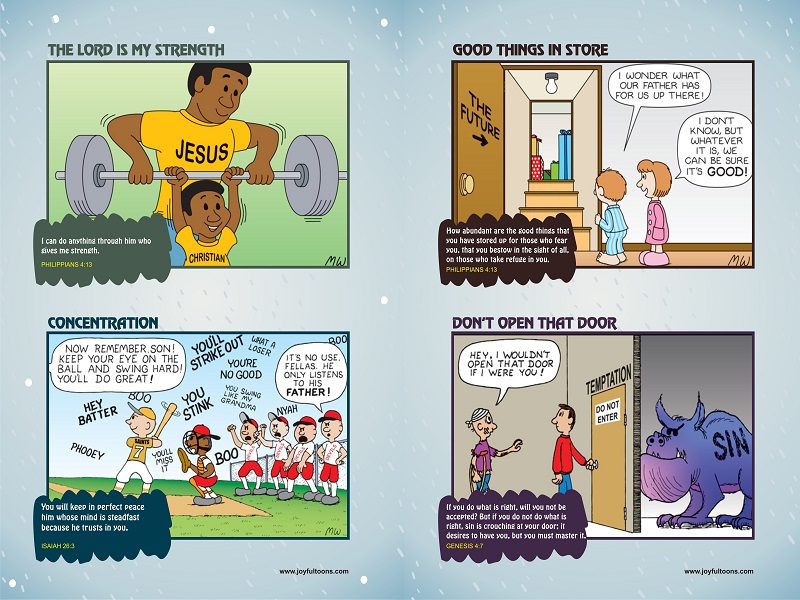 THE LORD IS MY STRENGTH
JESUS
CHRISTIAN
I can do anything through him who
gives me strength.
PHILIPPIANS 4:13
MW
GOOD THINGS IN STORE
THE
FUTURE
I WONDER WHAT
OUR FATHER HAS
FOR US UP THERE!
I DON'T
KNOW, BUT
WHATEVER
IT IS, WE
CAN BE SURE
IT'S GOOD!
How abundant are the good things that
you have stored up for those who fear
you, that you bestow in the sight of all,
on those who take refuge in you.
PHILIPPIANS 4:13
MW
CONCENTRATION
NOW REMEMBER, SON!
KEEP YOUR EYE ON THE
BALL AND SWING HARD!
YOU'LL DO GREAT!
YOU'LL
STRIKE OUT
WHAT A
LOSER
BOO
YOU'RE
NO GOOD
IT'S NO USE,
FELLAS. HE
ONLY LISTENS
TO HIS
FATHER!
HEY
BATTER
BOO
YOU
STINK
YOU SWING
LIKE MY
GRANDMA
NYAH
PHOOEY
SAINTS
7
YOU'LL
MISS
IT
BOO
You will keep in perfect peace
him whose mind is steadfast
because he trusts in you.
ISAIAH 26:3
MW
www.joyfultoons.com
DON'T OPEN THAT DOOR
HEY, I WOULDN'T
OPEN THAT DOOR
IF I WERE YOU!
TEMPTATION
DO NOT
ENTER
SIN
If you do what is right, will you not be
accepted? But if you do not do what is
right, sin is crouching at your door; it
desires to have you, but you must master it.
GENESIS 4:7
www.joyfultoons.com